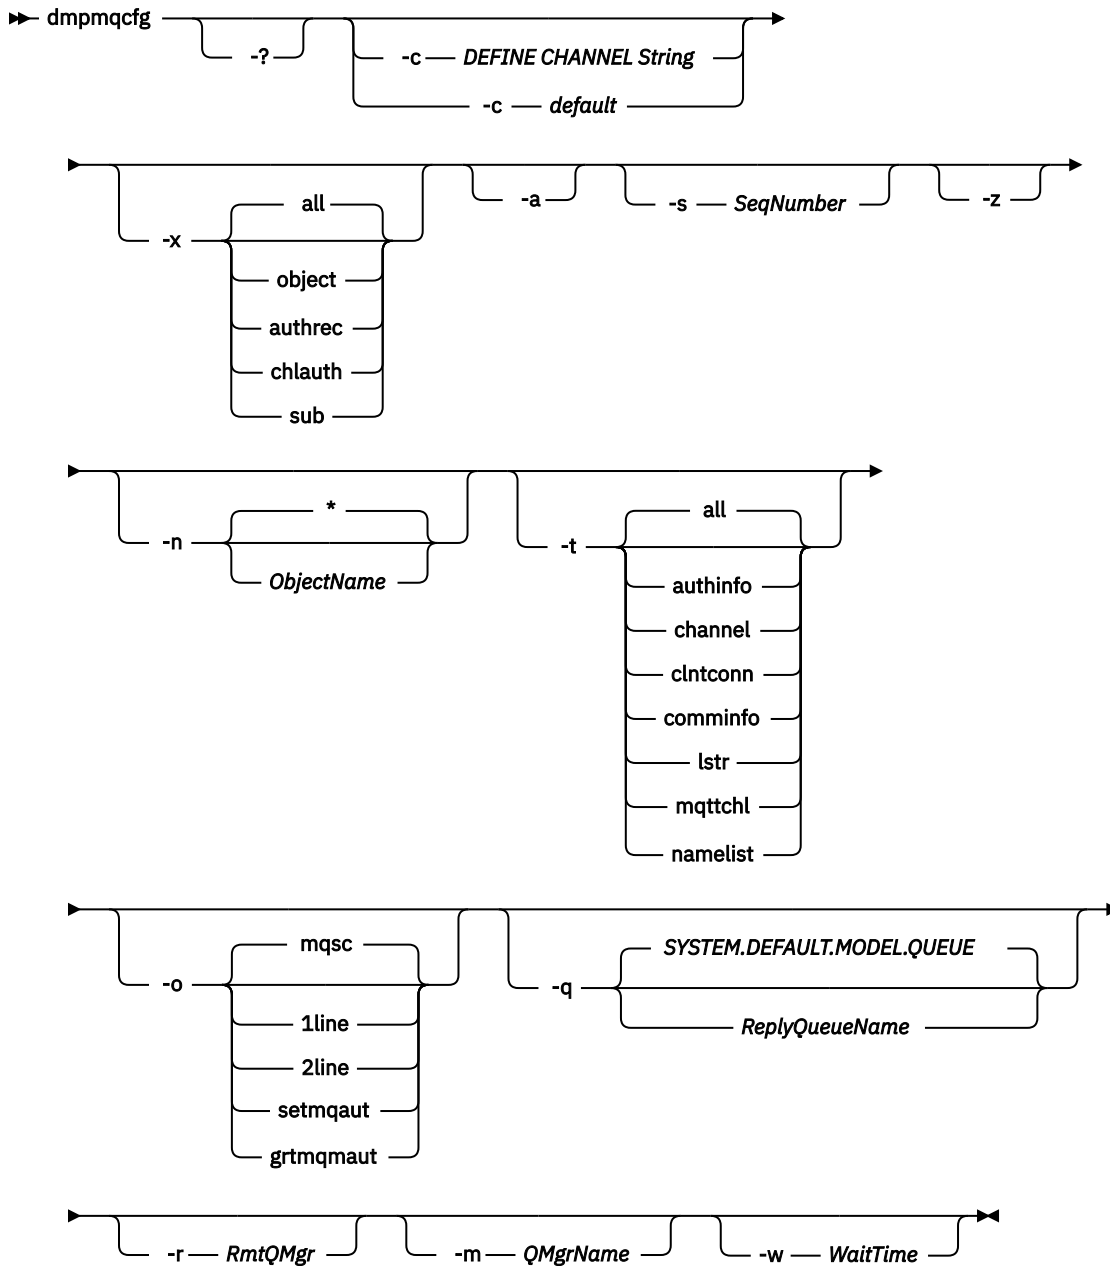 dmpmqcfg
-?
-c DEFINE CHANNEL String
-c default
all
-a
-s SeqNumber
-z
-x
object
authrec
chlauth
sub
*
-n
ObjectName
all
-t
authinfo
channel
clntconn
comminfo
lstr
mqttchl
namelist
mqsc
-o
1line
2line
setmqaut
grtmqmaut
SYSTEM.DEFAULT.MODEL.QUEUE
-q
ReplyQueueName
-r RmtQMgr
-m QMgrName
-w WaitTime